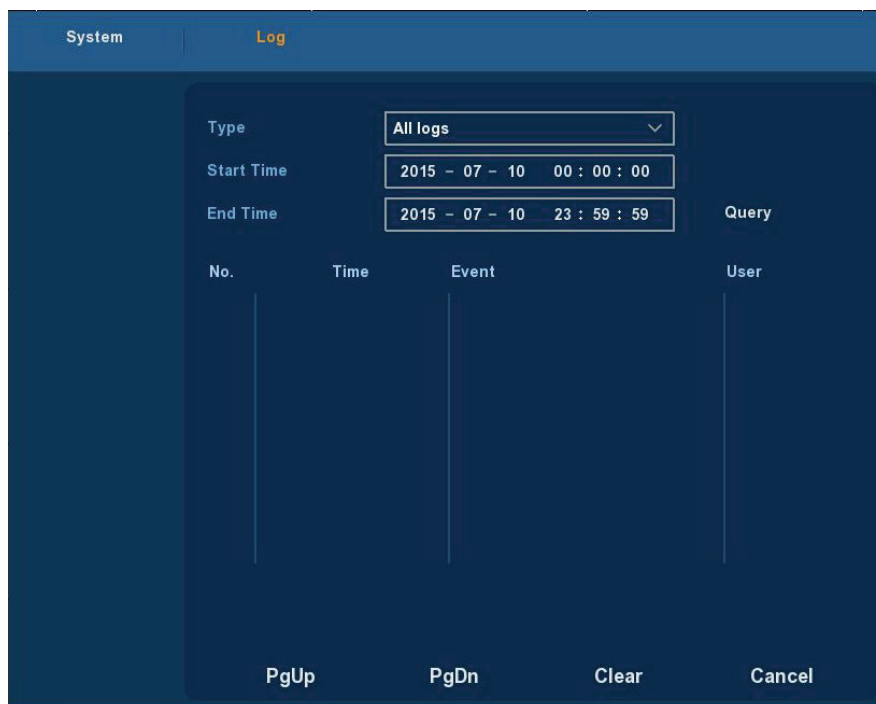 System Log
Type All logs
Start Time 2015 - 07 - 10 00 : 00 : 00
End Time 2015 - 07 - 10 23 : 59 : 59 Query
No. Time Event User
PgUp PgDn Clear Cancel